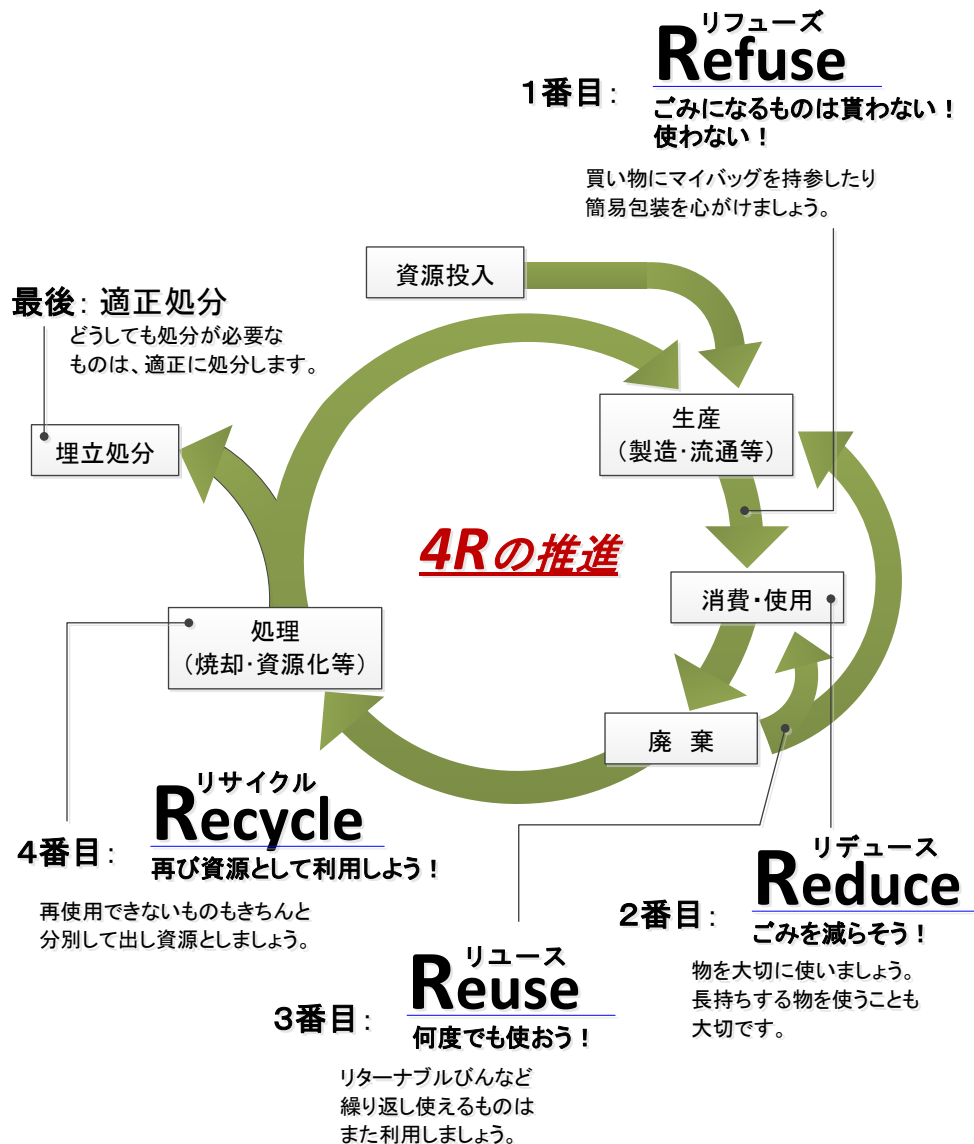 リフューズ
1番目： Refuse
ごみになるものは貰わない！
使わない！
買い物にマイバッグを持参したり
簡易包装を心がけましょう。
資源投入
最後： 適正処分
どうしても処分が必要な
ものは、適正に処分します。
生産
（製造・流通等）
埋立処分
4Rの推進
消費・使用
処理
（焼却・資源化等）
廃 棄
リサイクル
4番目： Recycle
再び資源として利用しよう！
再使用できないものもきちんと
分別して出し資源としましょう。
リデュース
2番目： Reduce
ごみを減らそう！
物を大切に使いましょう。
長持ちする物を使うことも
大切です。
リユース
3番目： Reuse
何度でも使おう！
リターナブルびんなど
繰り返し使えるものは
また利用しましょう。